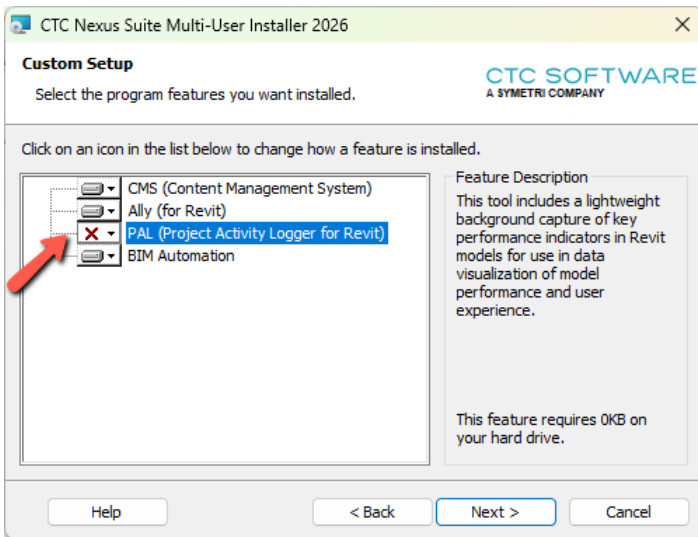 CTC Nexus Suite Multi-User Installer 2026
Custom Setup
Select the program features you want installed.
CTC SOFTWARE
A SYMETRI COMPANY
Click on an icon in the list below to change how a feature is installed.
CMS (Content Management System)
Ally (for Revit)
PAL (Project Activity Logger for Revit)
BIM Automation
Feature Description
This tool includes a lightweight
background capture of key
performance indicators in Revit
models for use in data
visualization of model
performance and user
experience.
This feature requires 0KB on
your hard drive.
Help
< Back
Next >
Cancel